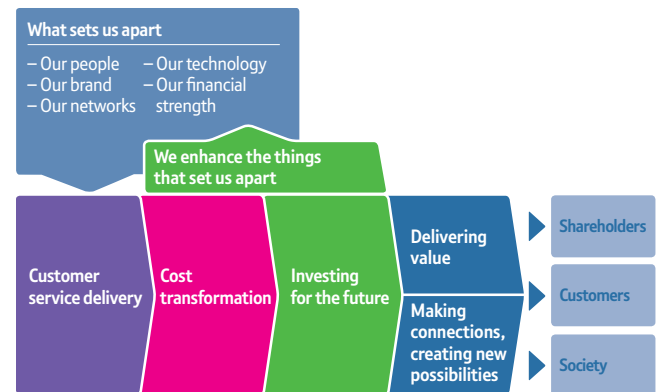 What sets us apart
– Our people
– Our brand
– Our networks
– Our technology
– Our financial
strength
We enhance the things
that set us apart
Customer
service delivery
Cost
transformation
Investing
for the future
Delivering
value
Making
connections,
creating new
possibilities
Shareholders
Customers
Society